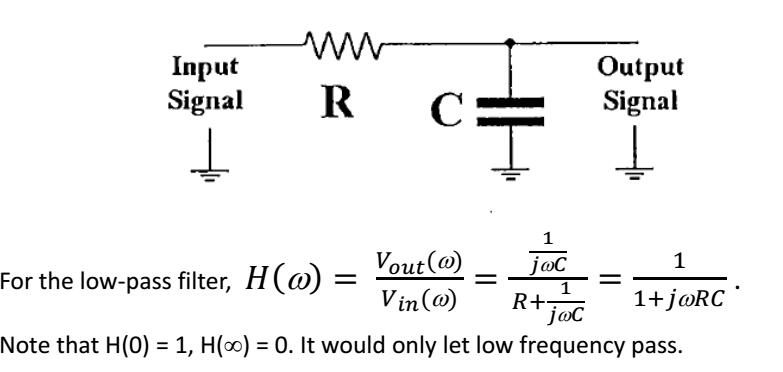 Input Signal
R
C
Output Signal
For the low-pass filter, H(ω) = Vout(ω)/Vin(ω) = (1/jωC)/(R+1/jωC) = 1/(1+jωRC).
Note that H(0) = 1, H(∞) = 0. It would only let low frequency pass.